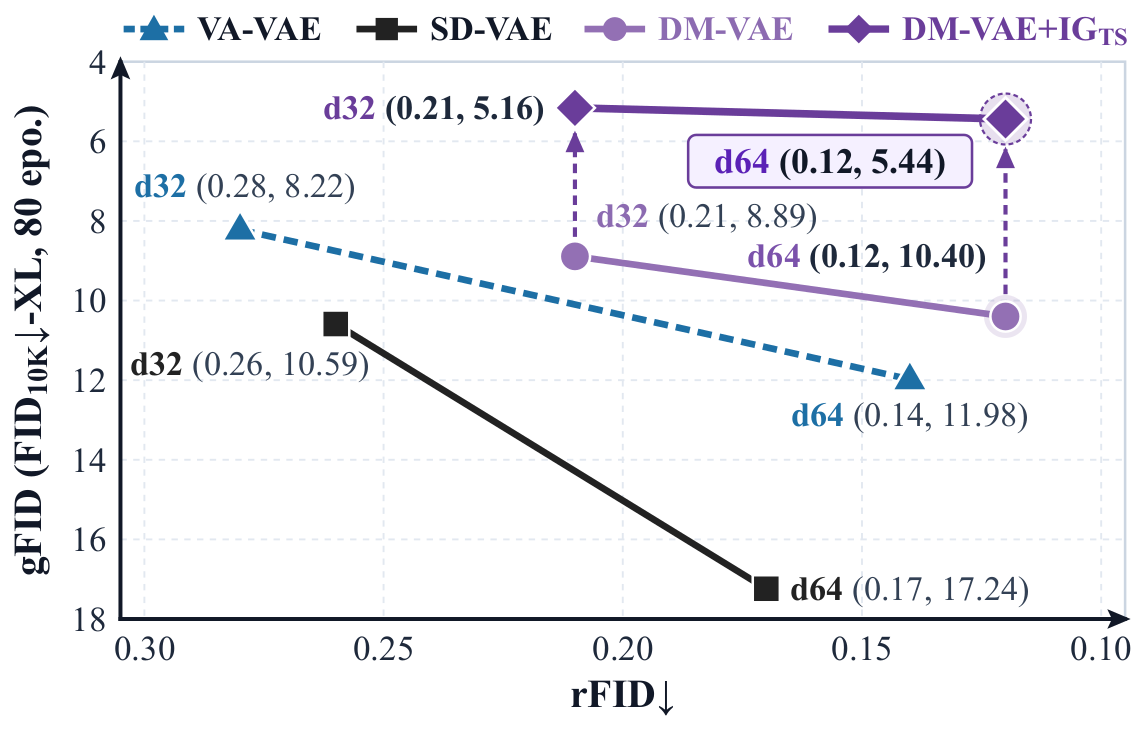 VA-VAE SD-VAE DM-VAE DM-VAE+IG_TS
4
d32 (0.21, 5.16)
6
d64 (0.12, 5.44)
d32 (0.28, 8.22)
8
d32 (0.21, 8.89)
d64 (0.12, 10.40)
10
d32 (0.26, 10.59)
12
d64 (0.14, 11.98)
14
16
d64 (0.17, 17.24)
18
0.30 0.25 0.20 0.15 0.10
rFID↓
gFID (FID_10K↓-XL, 80 epo.)